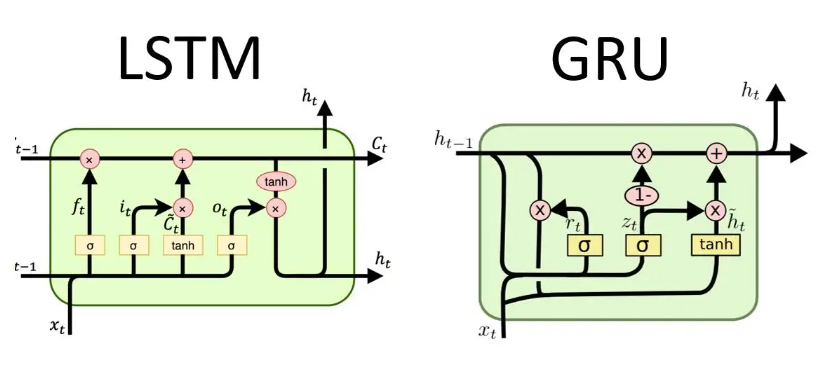 LSTM
h_t
t-1
×
+
C_t
tanh
f_t
i_t
×
C̃_t
o_t
×
σ
σ
tanh
σ
t-1
h_t
x_t
GRU
h_t
h_{t-1}
x
+
1-
x
r_t
z_t
x
h̃_t
σ
σ
tanh
x_t